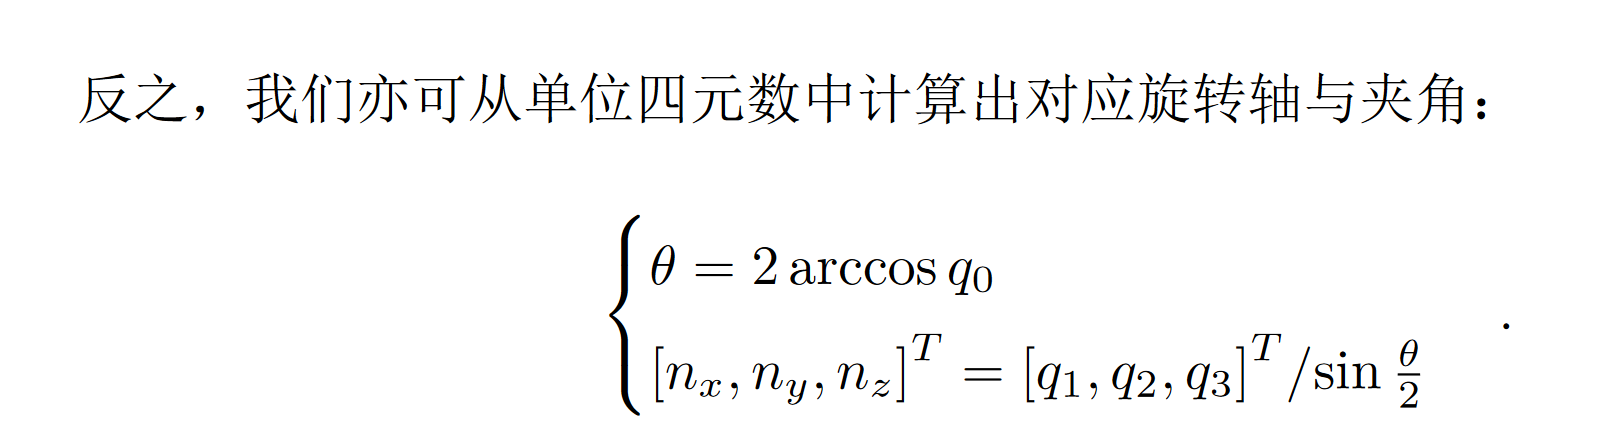 反之，我们亦可从单位四元数中计算出对应旋转轴与夹角：
θ = 2 arccos q₀
[nₓ, n_y, n_z]ᵀ = [q₁, q₂, q₃]ᵀ/sin θ/2 .